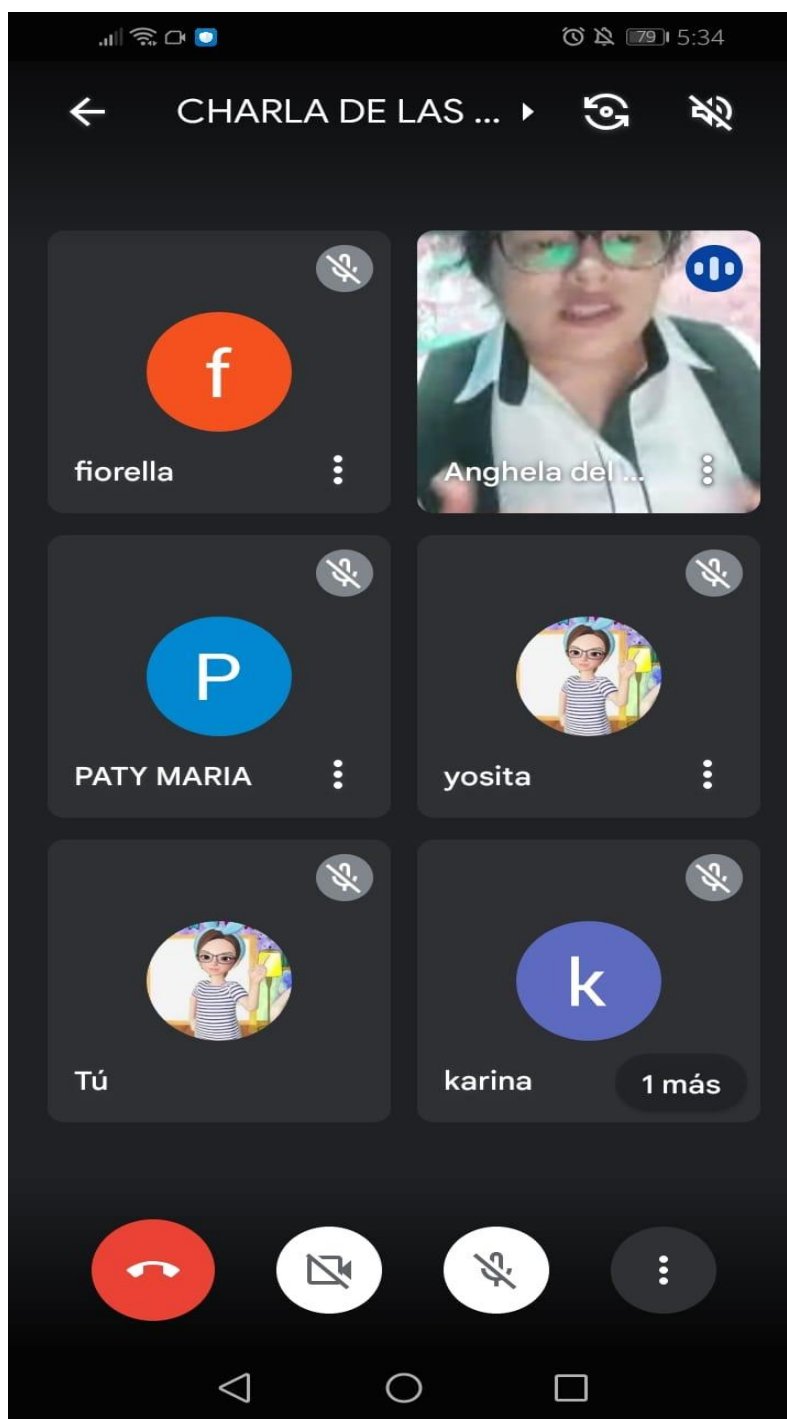 79 5:34
CHARLA DE LAS ...
f
fiorella
Anghela del ...
P
PATY MARIA
yosita
Tú
k
karina
1 más